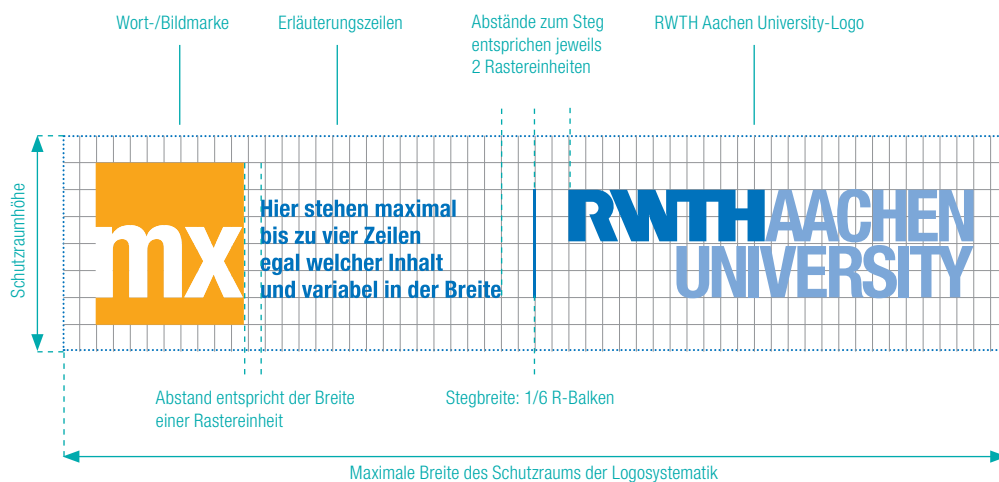 Wort-/Bildmarke
Erläuterungszeilen
Abstände zum Steg
entsprichen jeweils
2 Rastereinheiten
RWTH Aachen University-Logo
Schutzraumhöhe
mx
Hier stehen maximal
bis zu vier Zeilen
egal welcher Inhalt
und variabel in der Breite
RWTHAACHEN
UNIVERSITY
Abstand entspricht der Breite
einer Rastereinheit
Stegbreite: 1/6 R-Balken
Maximale Breite des Schutzraums der Logosystematik